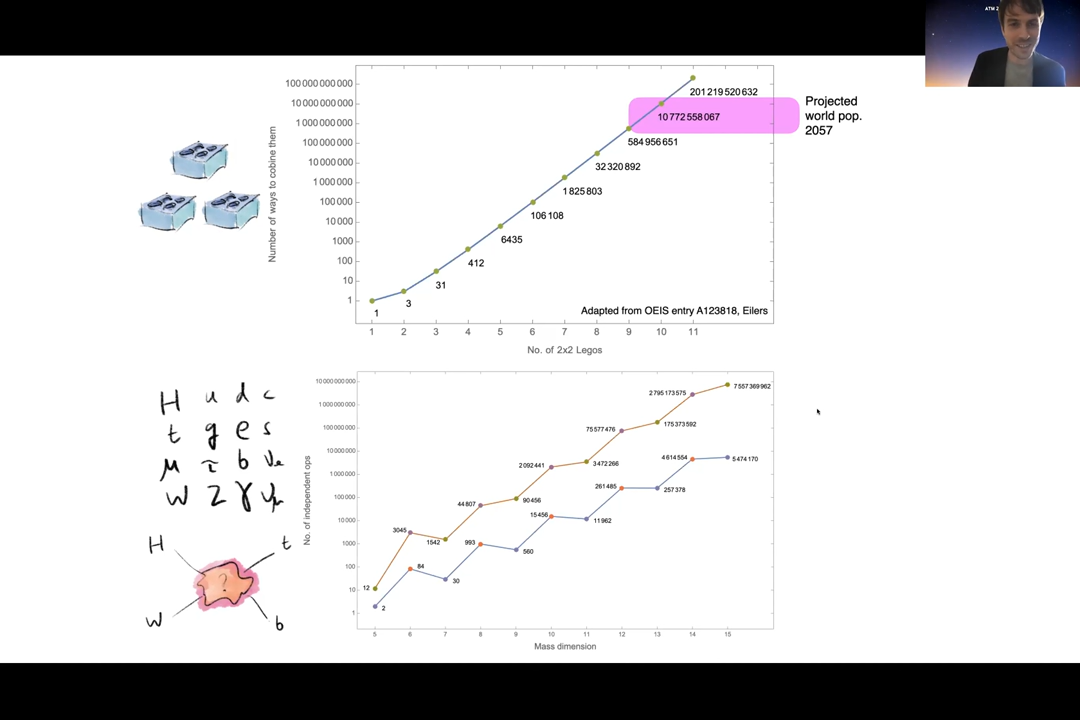 ATM 2
100 000 000 000
10 000 000 000
1 000 000 000
100 000 000
10 000 000
1 000 000
100 000
10 000
1000
100
10
1
Number of ways to cobine them
201 219 520 632
10 772 558 067
584 956 651
32 320 892
1 825 803
106 108
6435
412
31
3
1
Projected
world pop.
2057
Adapted from OEIS entry A123818, Eilers
1 2 3 4 5 6 7 8 9 10 11
No. of 2x2 Legos
H u d c
t g e s
μ τ b νe
W Z γ νμ
H t
?
W b
10 000 000 000
1 000 000 000
100 000 000
10 000 000
1 000 000
100 000
10 000
1000
100
10
1
No. of independent ops
12 3045 1542 44 807 90 456 2 092 441 3 472 266 75 577 476 175 373 592 2 795 173 575 7 557 369 962
2 84 30 993 560 15 456 11 962 261 485 257 378 4 614 554 5 474 170
5 6 7 8 9 10 11 12 13 14 15
Mass dimension